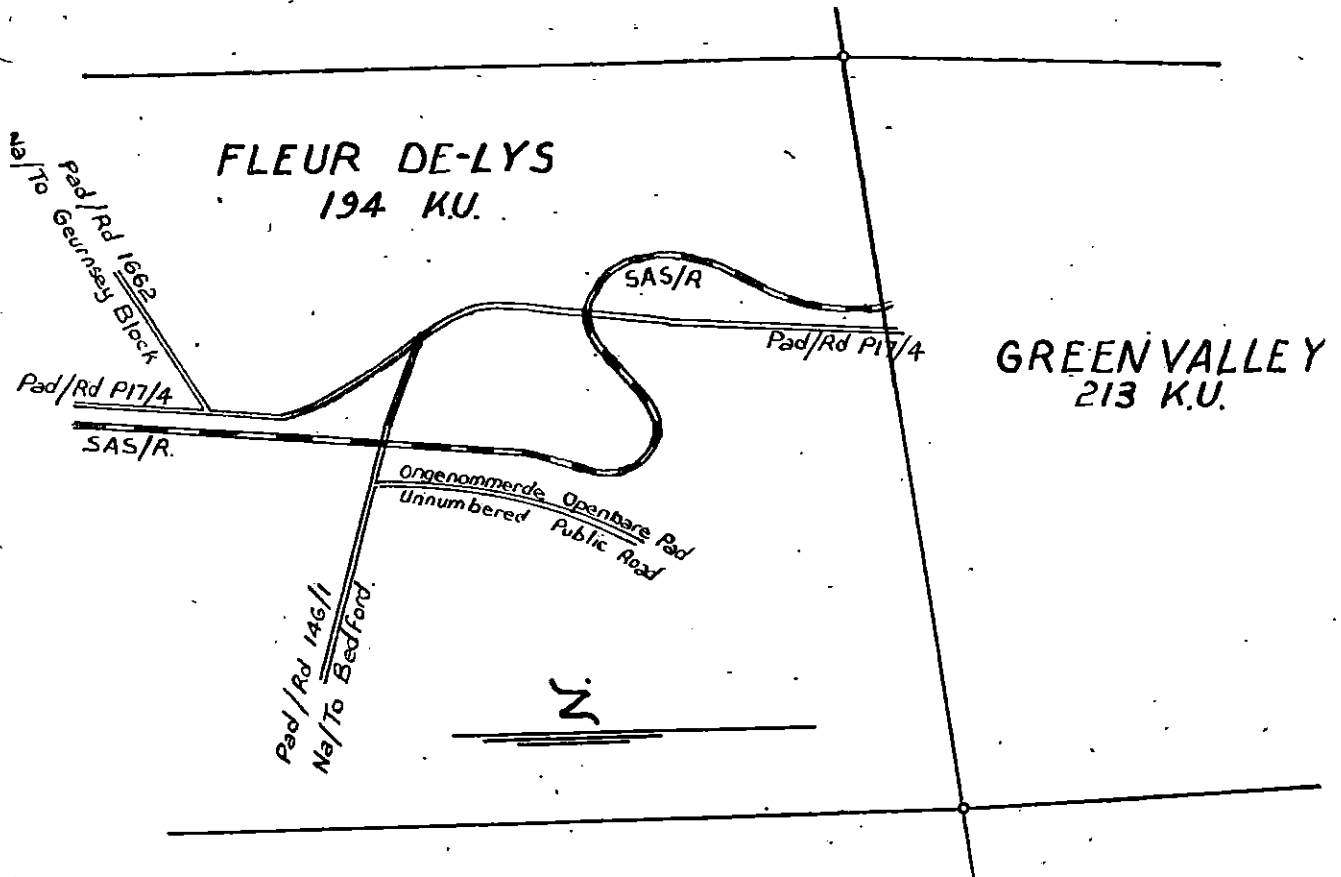 FLEUR DE-LYS
194 K.U.
Pad/Rd 1662
Na/To Geurnsey Block
SAS/R
Pad/Rd P17/4
GREENVALLEY
213 K.U.
Pad/Rd P17/4
SAS/R.
Ongenommerde Openbare Pad
Unnumbered Public Road
Pad/Rd 146/1
Na/To Bedford.
N.